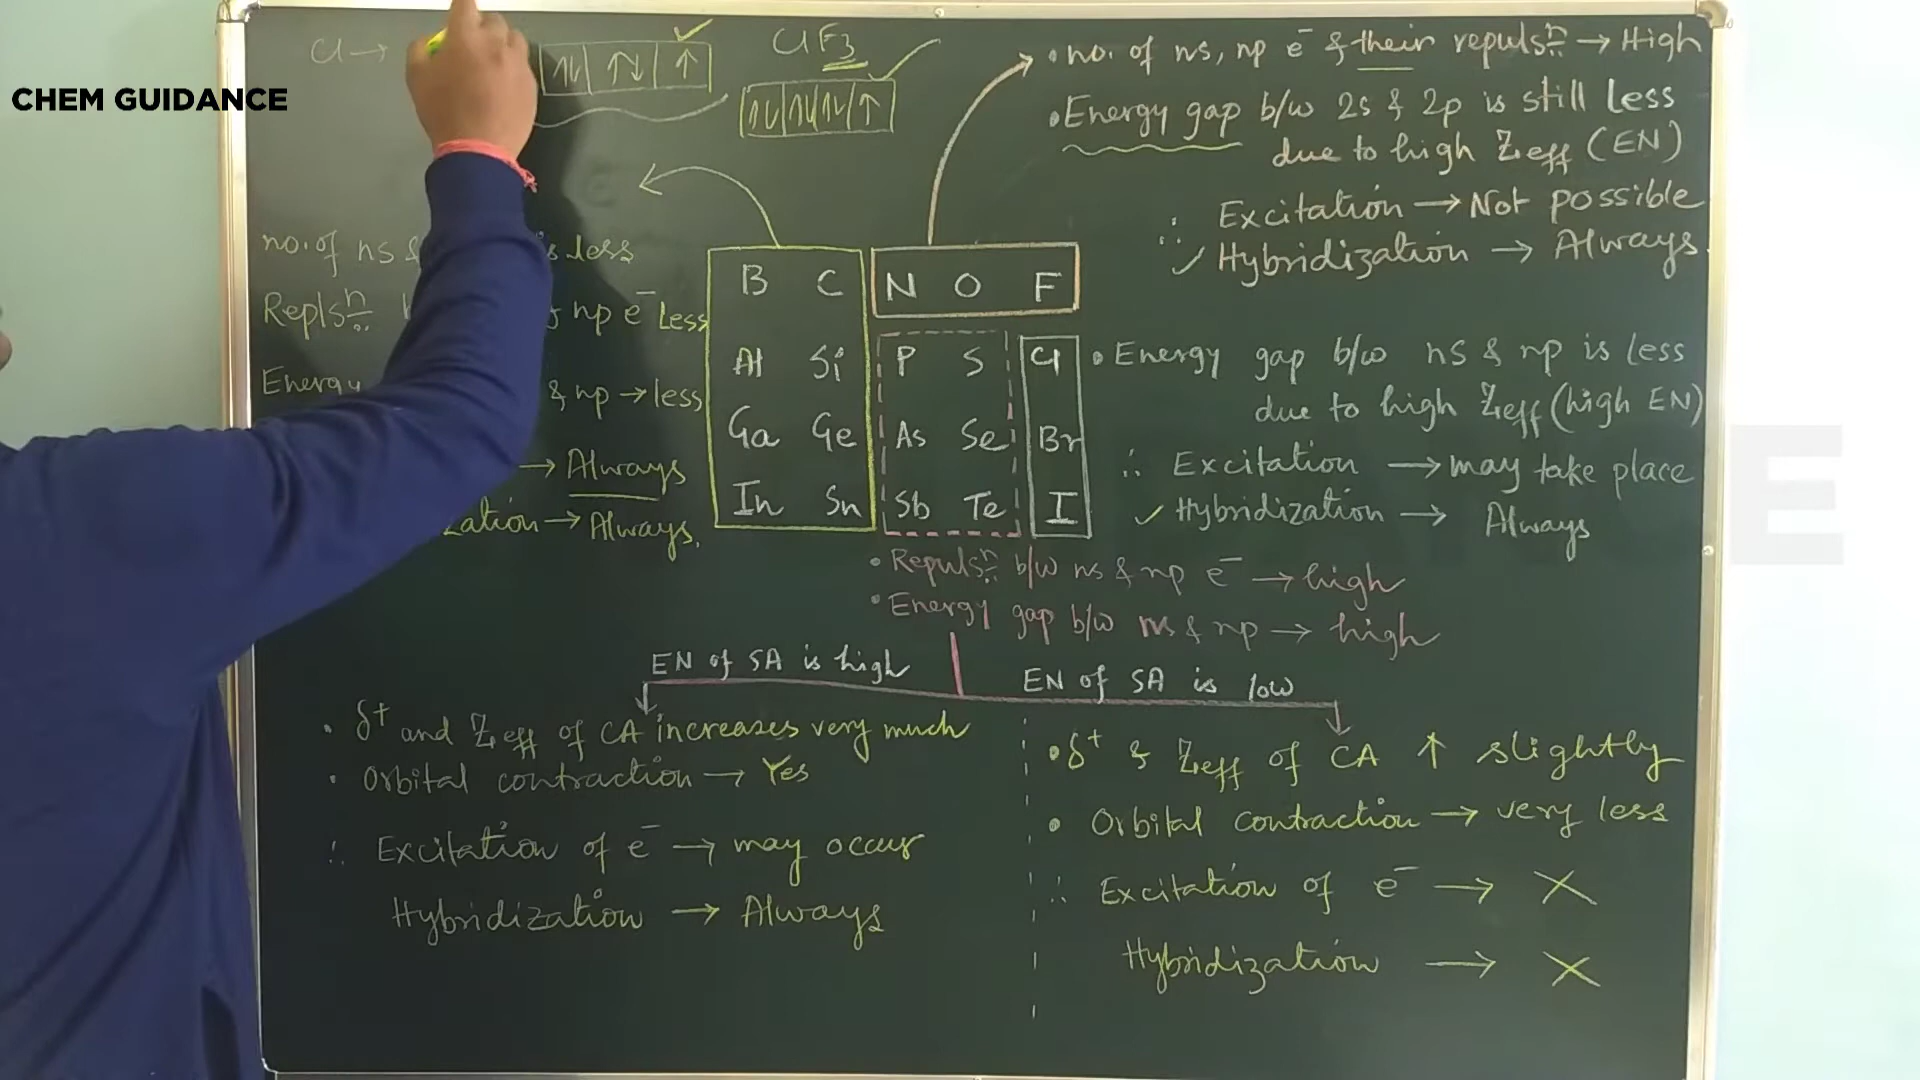 CHEM GUIDANCE
Cl →
ClF3
no. of ns, np e⁻ & their repulsⁿ → High
Energy gap b/w 2s & 2p is still less
due to high Zeff (EN)
∴ Excitation → Not possible
✓ Hybridization → Always.
no. of ns & less
Replsⁿ np e⁻ Less
Energy & np → less
→ Always
zation → Always.
B C N O F
Al Si P S Cl
Ga Ge As Se Br
In Sn Sb Te I
• Energy gap b/w ns & np is less
due to high Zeff (high EN)
∴ Excitation → may take place
✓ Hybridization → Always
• Repulsⁿ b/w ns & np e⁻ → high
• Energy gap b/w ns & np → high
EN of SA is high
• δ⁺ and Zeff of CA increases very much
• Orbital contraction → Yes
∴ Excitation of e⁻ → may occur
Hybridization → Always
EN of SA is low
• δ⁺ & Zeff of CA ↑ slightly
• Orbital contraction → very less
∴ Excitation of e⁻ → X
Hybridization → X
E